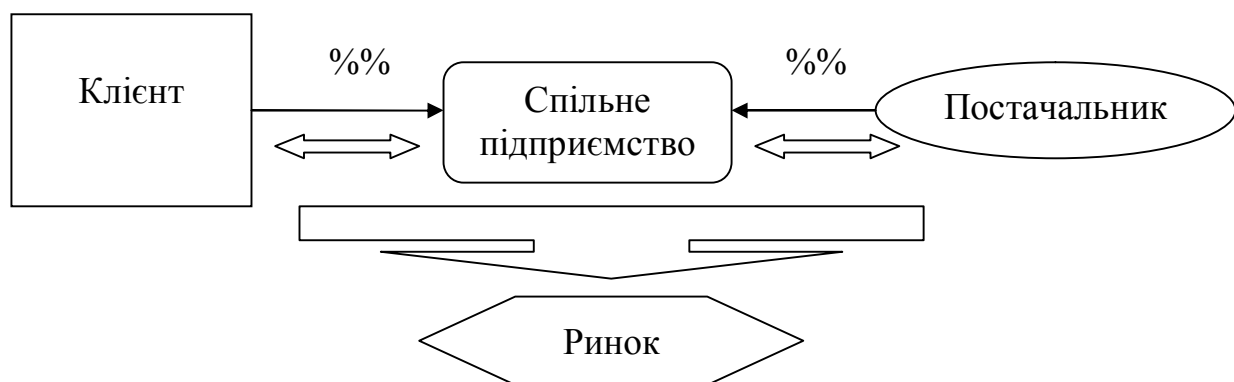 %% %%
Клієнт
Спільне
підприємство
Постачальник
Ринок